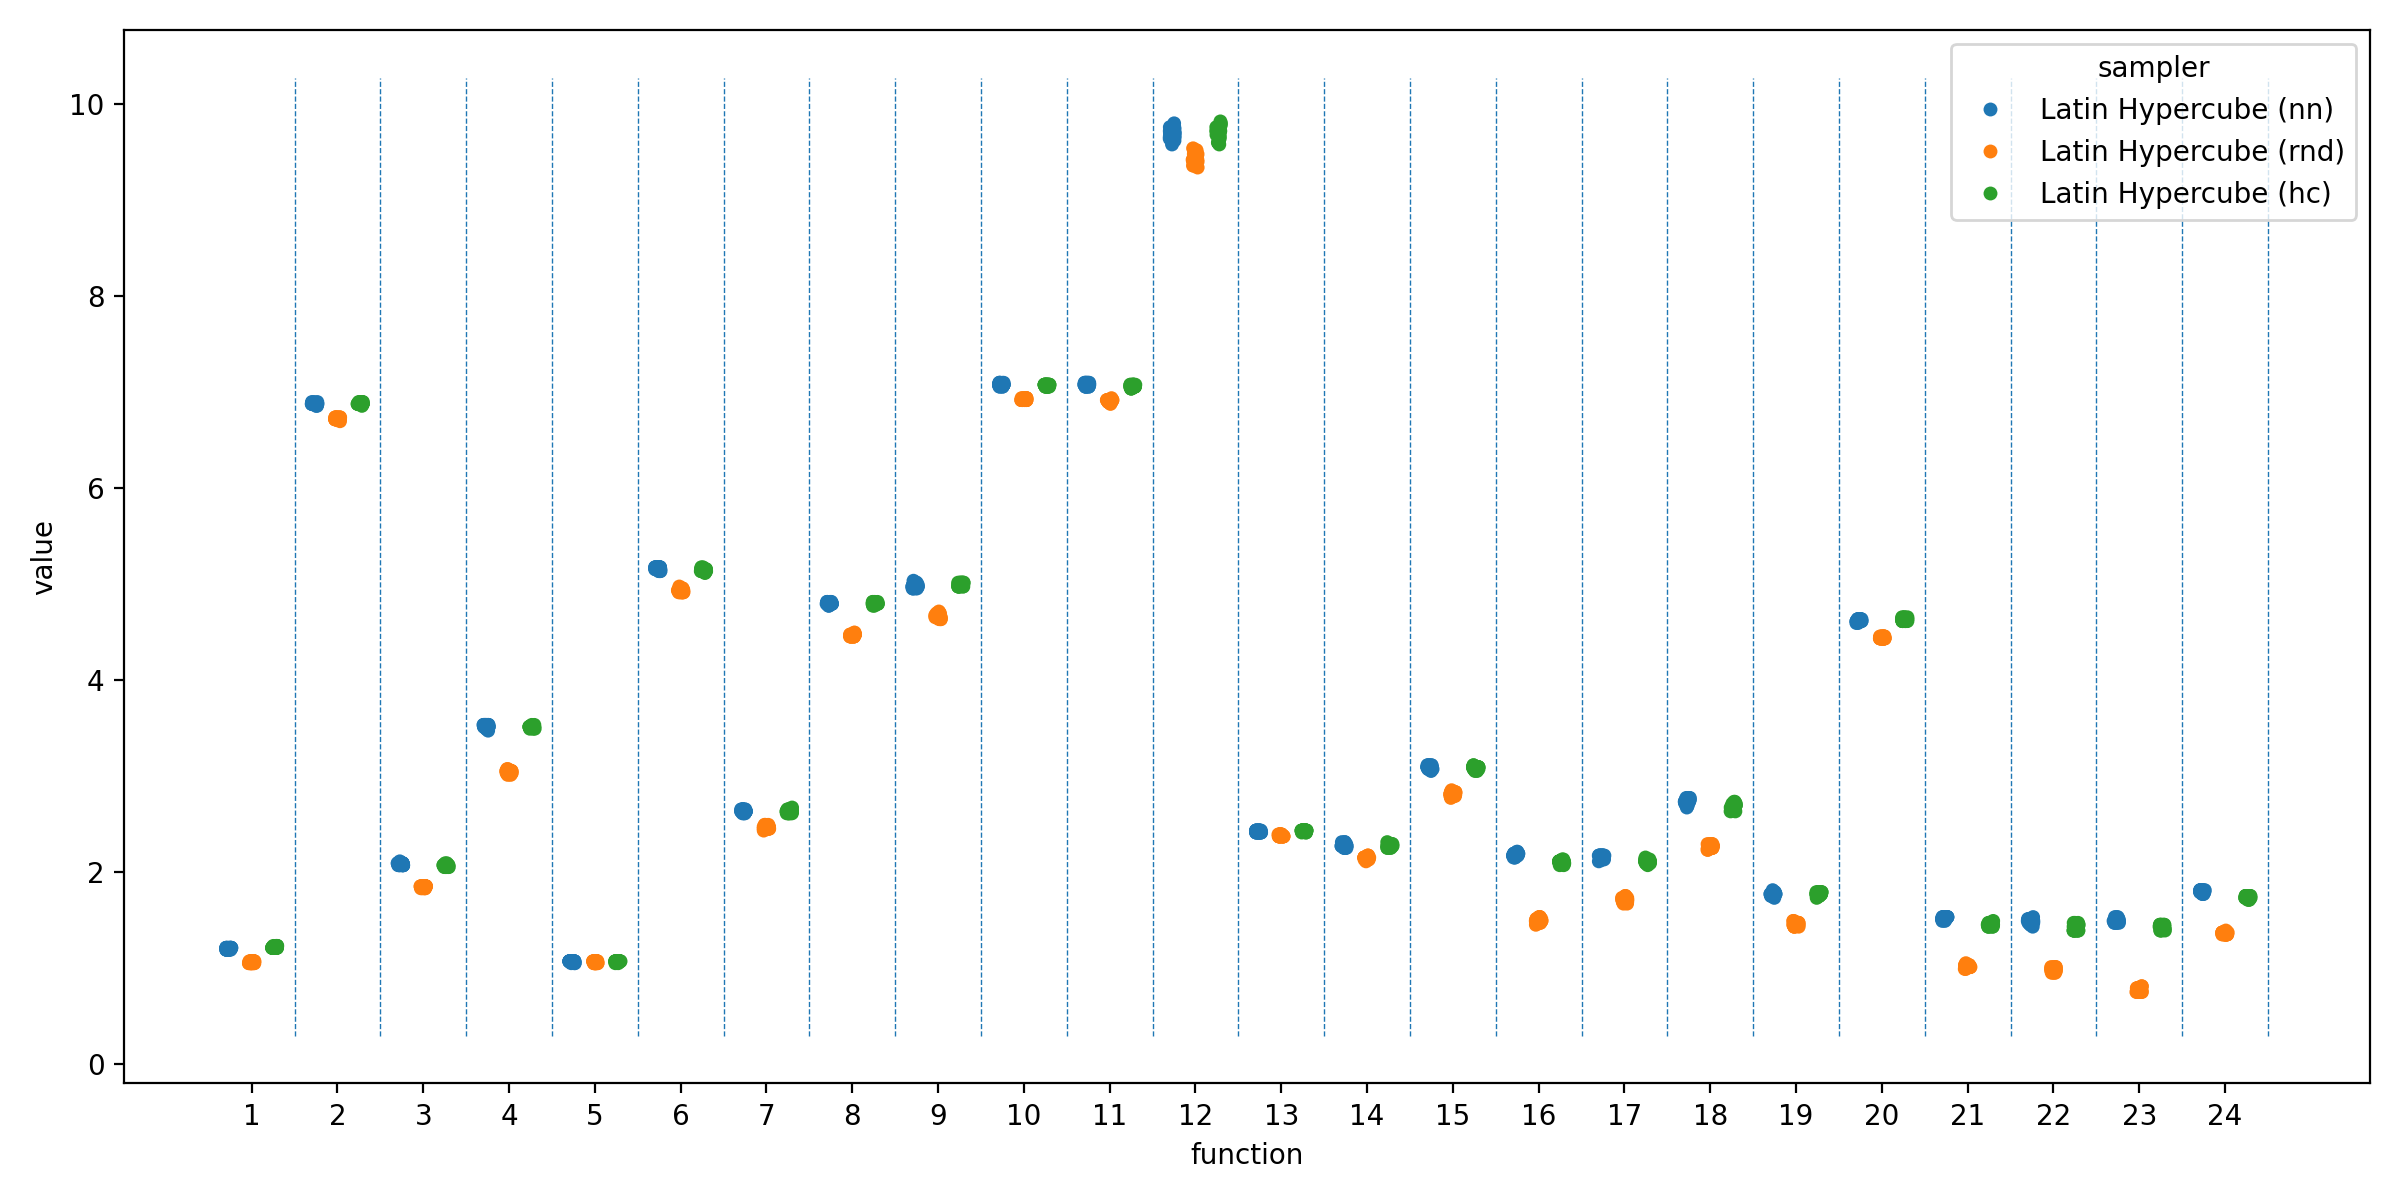 sampler
Latin Hypercube (nn)
Latin Hypercube (rnd)
Latin Hypercube (hc)
10
8
6
4
2
0
value
1 2 3 4 5 6 7 8 9 10 11 12 13 14 15 16 17 18 19 20 21 22 23 24
function